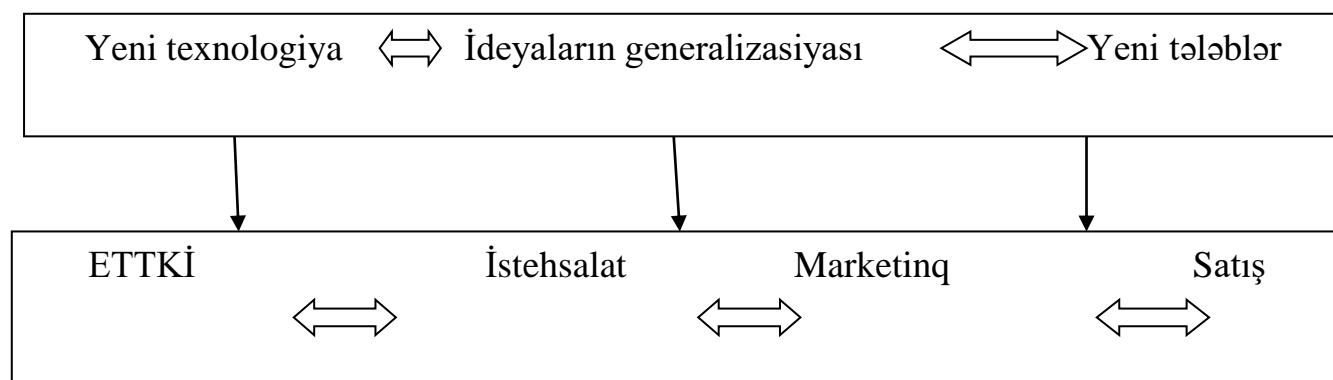 Yeni texnologiya İdeyaların generalizasiyası Yeni tələblər
ETTKİ İstehsalat Marketinq Satış